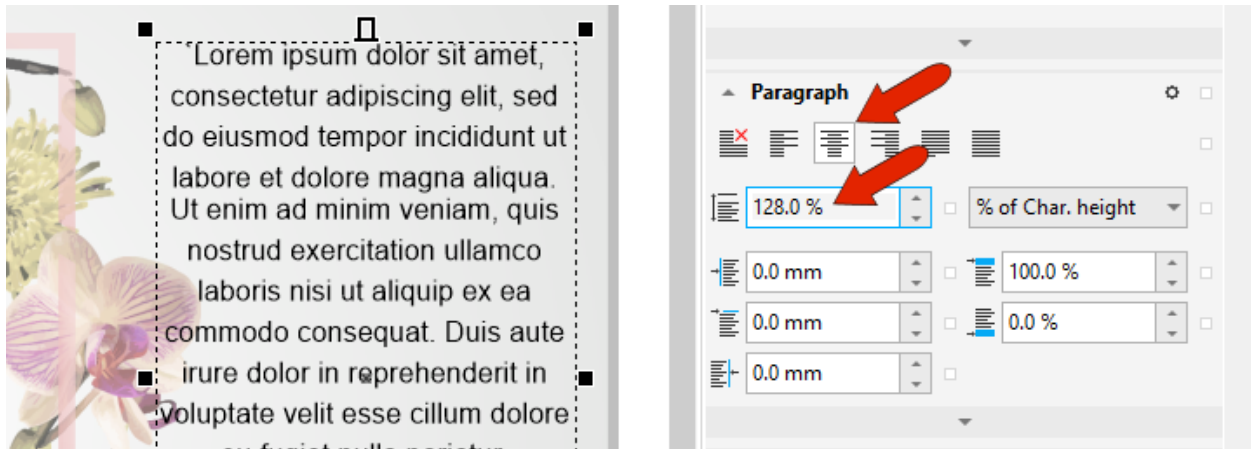 Lorem ipsum dolor sit amet,
consectetur adipiscing elit, sed
do eiusmod tempor incididunt ut
labore et dolore magna aliqua.
Ut enim ad minim veniam, quis
nostrud exercitation ullamco
laboris nisi ut aliquip ex ea
commodo consequat. Duis aute
irure dolor in reprehenderit in
voluptate velit esse cillum dolore
Paragraph
128.0 %
% of Char. height
0.0 mm
100.0 %
0.0 mm
0.0 %
0.0 mm